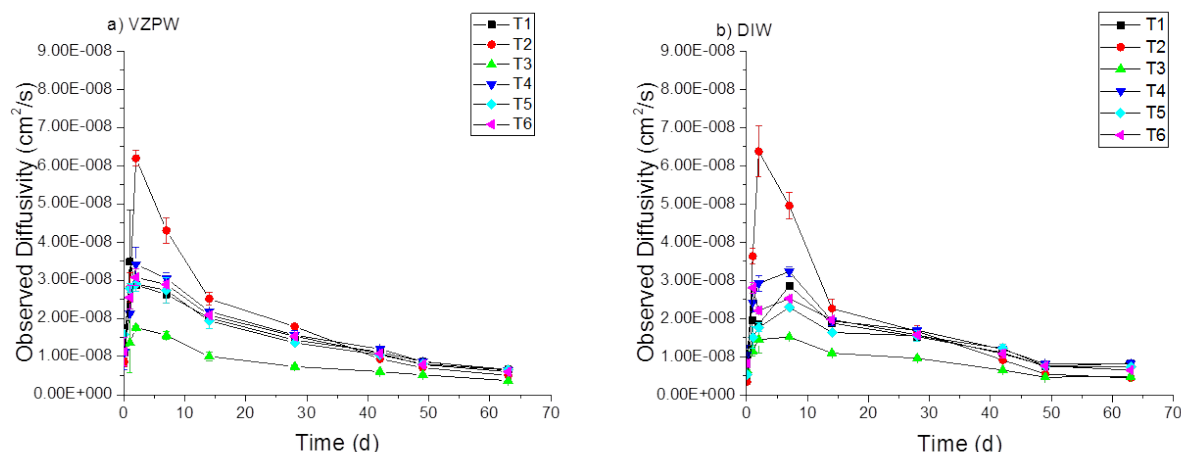 a) VZPW
T1
T2
T3
T4
T5
T6
9.00E-008
8.00E-008
7.00E-008
6.00E-008
5.00E-008
4.00E-008
3.00E-008
2.00E-008
1.00E-008
0.00E+000
Observed Diffusivity (cm²/s)
0 10 20 30 40 50 60 70
Time (d)
b) DIW
T1
T2
T3
T4
T5
T6
9.00E-008
8.00E-008
7.00E-008
6.00E-008
5.00E-008
4.00E-008
3.00E-008
2.00E-008
1.00E-008
0.00E+000
Observed Diffusivity (cm²/s)
0 10 20 30 40 50 60 70
Time (d)